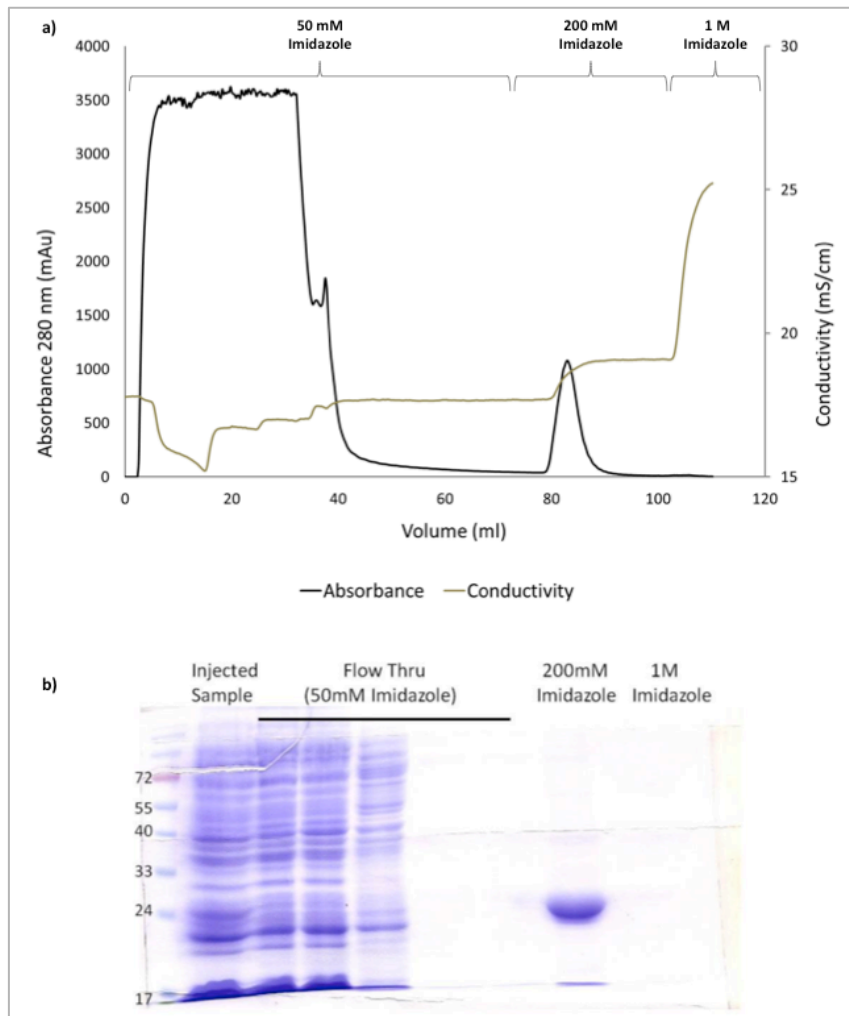 a)
50 mM
Imidazole
200 mM
Imidazole
1 M
Imidazole
4000
3500
3000
2500
2000
1500
1000
500
0
Absorbance 280 nm (mAu)
30
25
20
15
Conductivity (mS/cm)
0
20
40
60
80
100
120
Volume (ml)
Absorbance
Conductivity
b)
Injected
Sample
Flow Thru
(50mM Imidazole)
200mM
Imidazole
1M
Imidazole
72
55
40
33
24
17